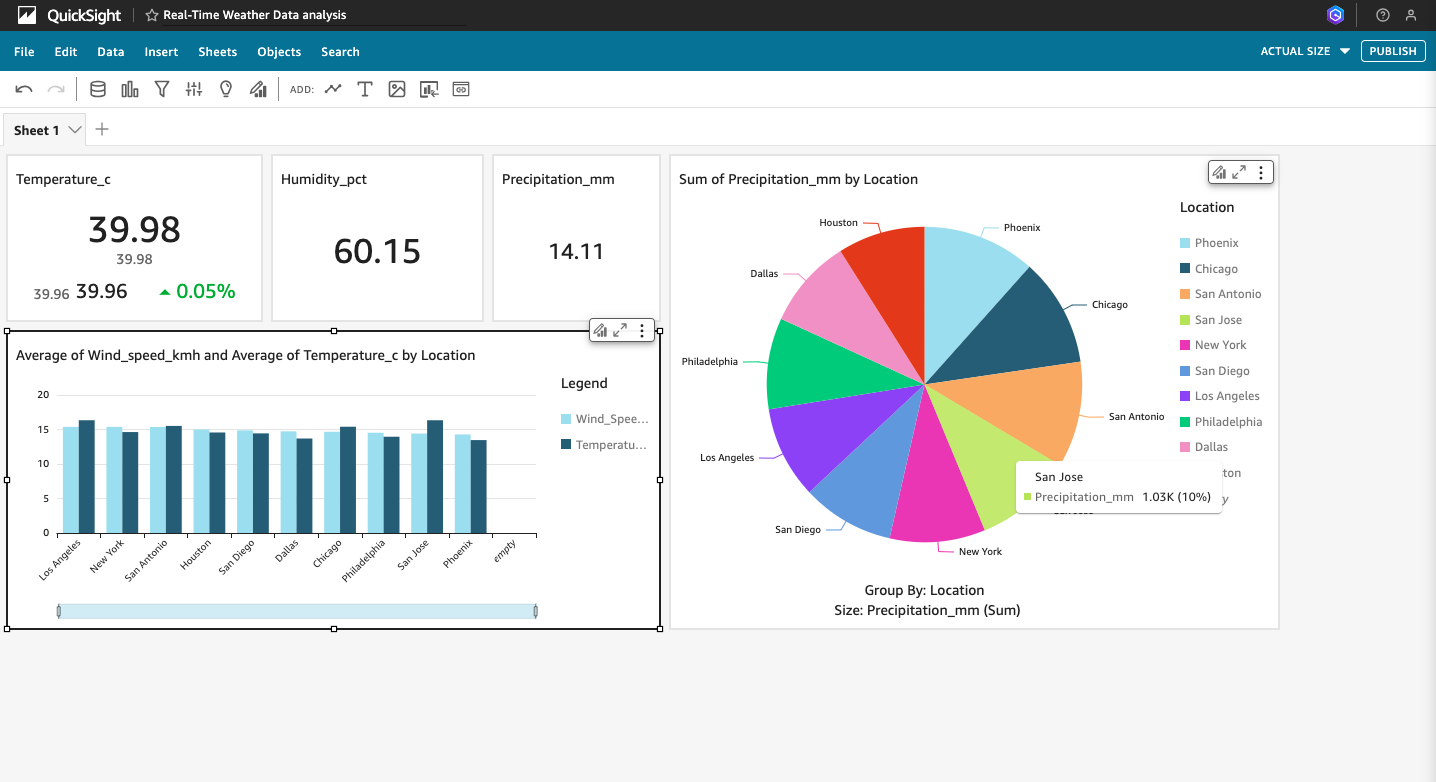 QuickSight Real-Time Weather Data analysis
File Edit Data Insert Sheets Objects Search ACTUAL SIZE PUBLISH
ADD:
Sheet 1
Temperature_c
39.98
39.98
39.96 39.96 0.05%
Humidity_pct
60.15
Precipitation_mm
14.11
Average of Wind_speed_kmh and Average of Temperature_c by Location
20
15
10
5
0
Los Angeles
New York
San Antonio
Houston
San Diego
Dallas
Chicago
Philadelphia
San Jose
Phoenix
empty
Legend
Wind_Spee...
Temperatu...
Sum of Precipitation_mm by Location
Houston
Phoenix
Dallas
Chicago
Philadelphia
San Antonio
Los Angeles
San Diego
New York
San Jose
Precipitation_mm 1.03K (10%)
Group By: Location
Size: Precipitation_mm (Sum)
Location
Phoenix
Chicago
San Antonio
San Jose
New York
San Diego
Los Angeles
Philadelphia
Dallas
ton